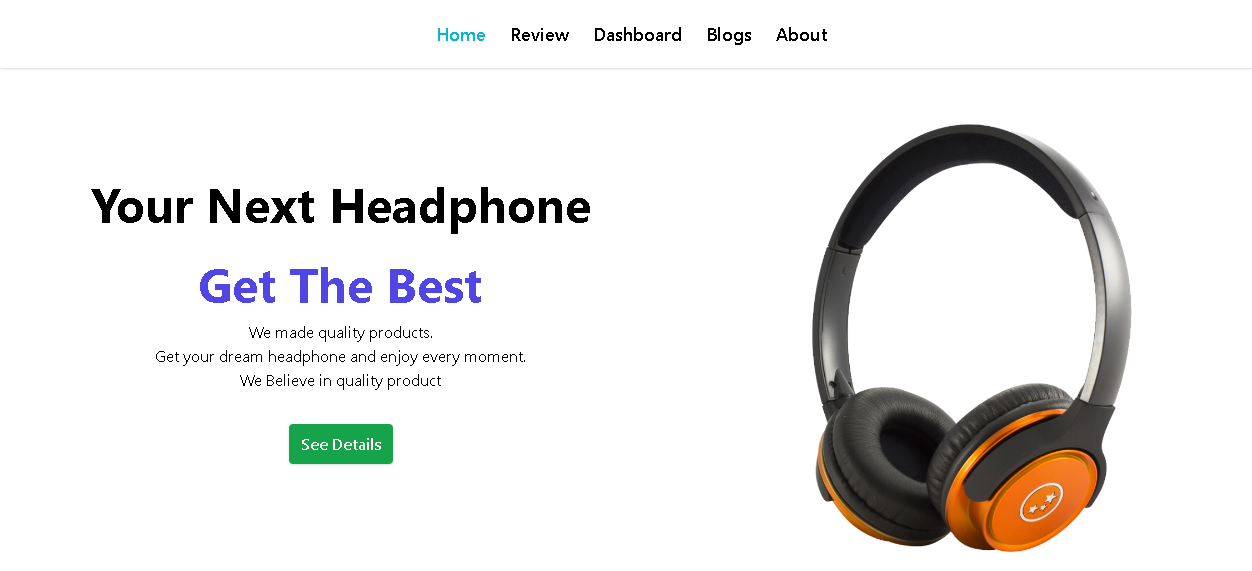 Home Review Dashboard Blogs About
Your Next Headphone
Get The Best
We made quality products.
Get your dream headphone and enjoy every moment.
We Believe in quality product
See Details